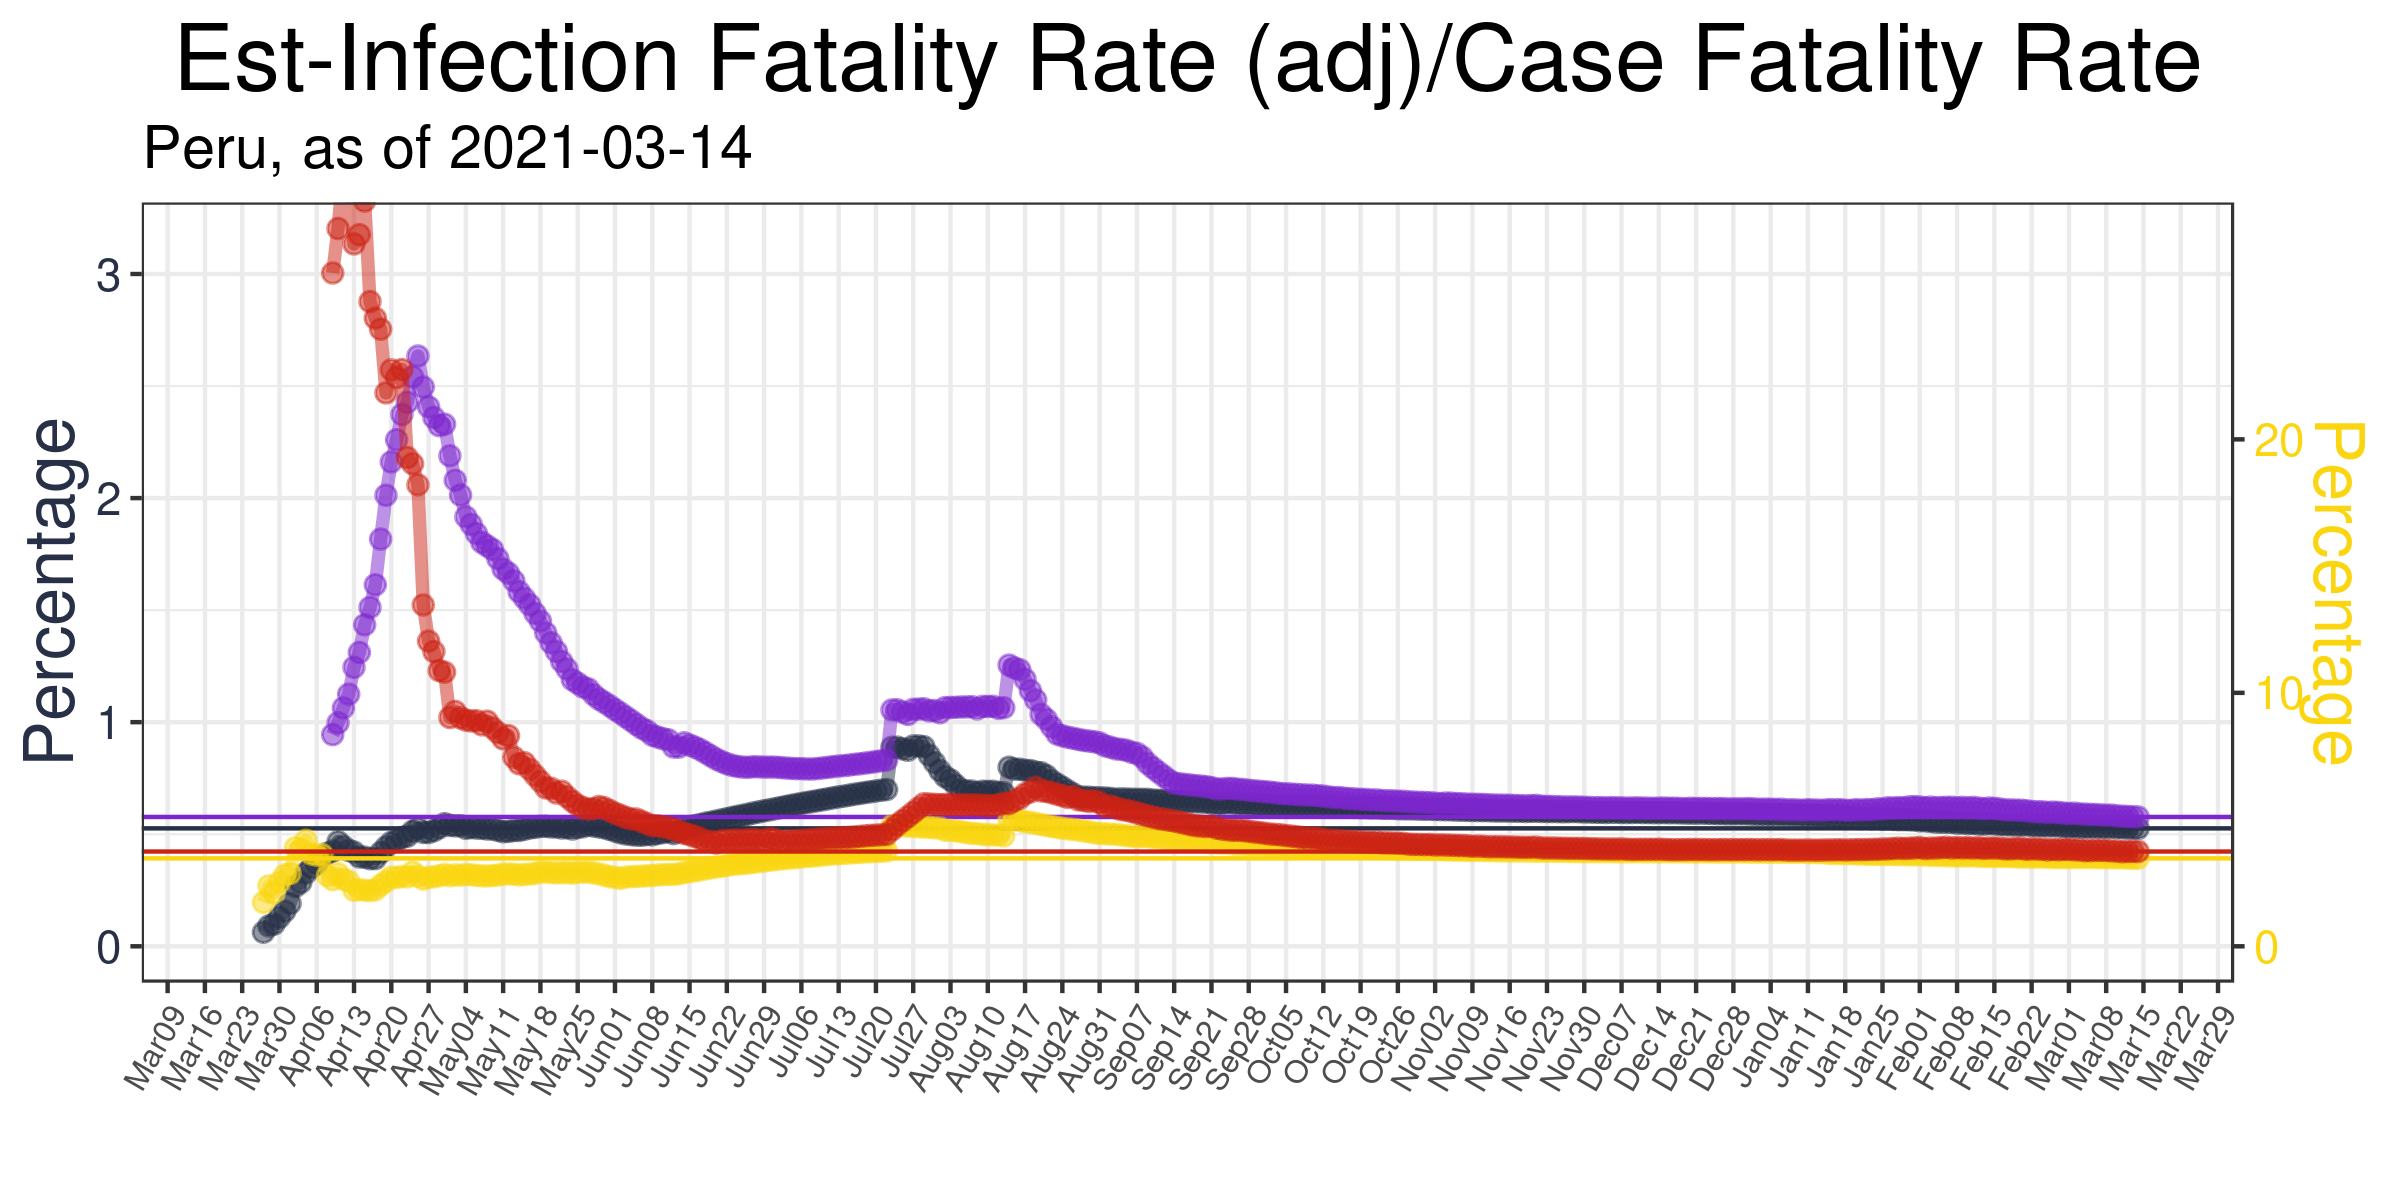 Est-Infection Fatality Rate (adj)/Case Fatality Rate
Peru, as of 2021-03-14
Percentage
3
2
1
0
20
10
0
Percentage
Mar09
Mar16
Mar23
Mar30
Apr06
Apr13
Apr20
Apr27
May04
May11
May18
May25
Jun01
Jun08
Jun15
Jun22
Jun29
Jul06
Jul13
Jul20
Jul27
Aug03
Aug10
Aug17
Aug24
Aug31
Sep07
Sep14
Sep21
Sep28
Oct05
Oct12
Oct19
Oct26
Nov02
Nov09
Nov16
Nov23
Nov30
Dec07
Dec14
Dec21
Dec28
Jan04
Jan11
Jan18
Jan25
Feb01
Feb08
Feb15
Feb22
Mar01
Mar08
Mar15
Mar22
Mar29